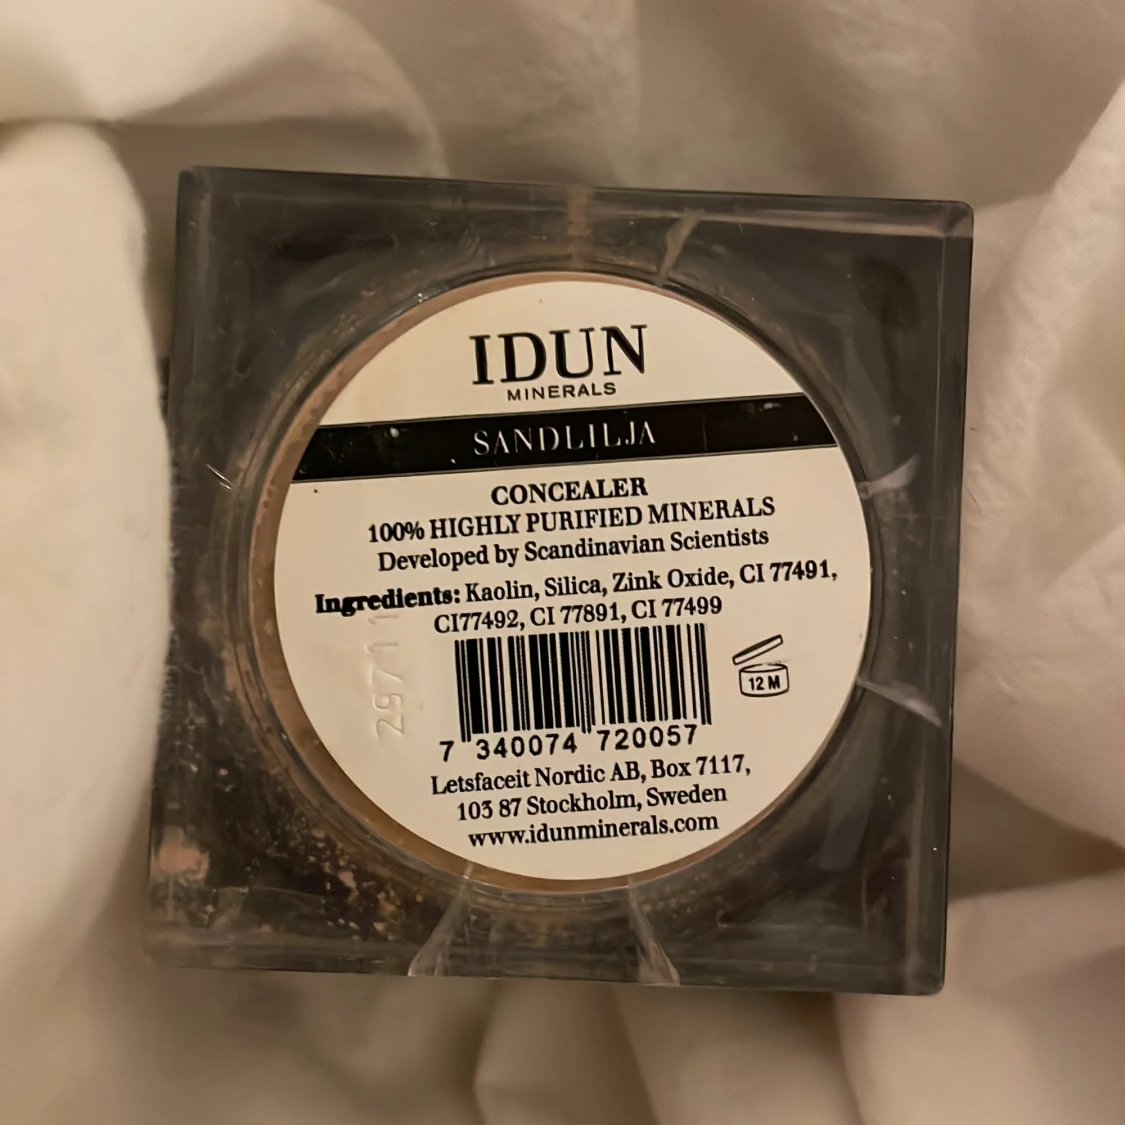 IDUN
MINERALS
SANDLILJA
CONCEALER
100% HIGHLY PURIFIED MINERALS
Developed by Scandinavian Scientists
Ingredients: Kaolin, Silica, Zink Oxide, CI 77491,
CI77492, CI 77891, CI 77499
29711
12 M
7 340074 720057
Letsfaceit Nordic AB, Box 7117,
103 87 Stockholm, Sweden
www.idunminerals.com